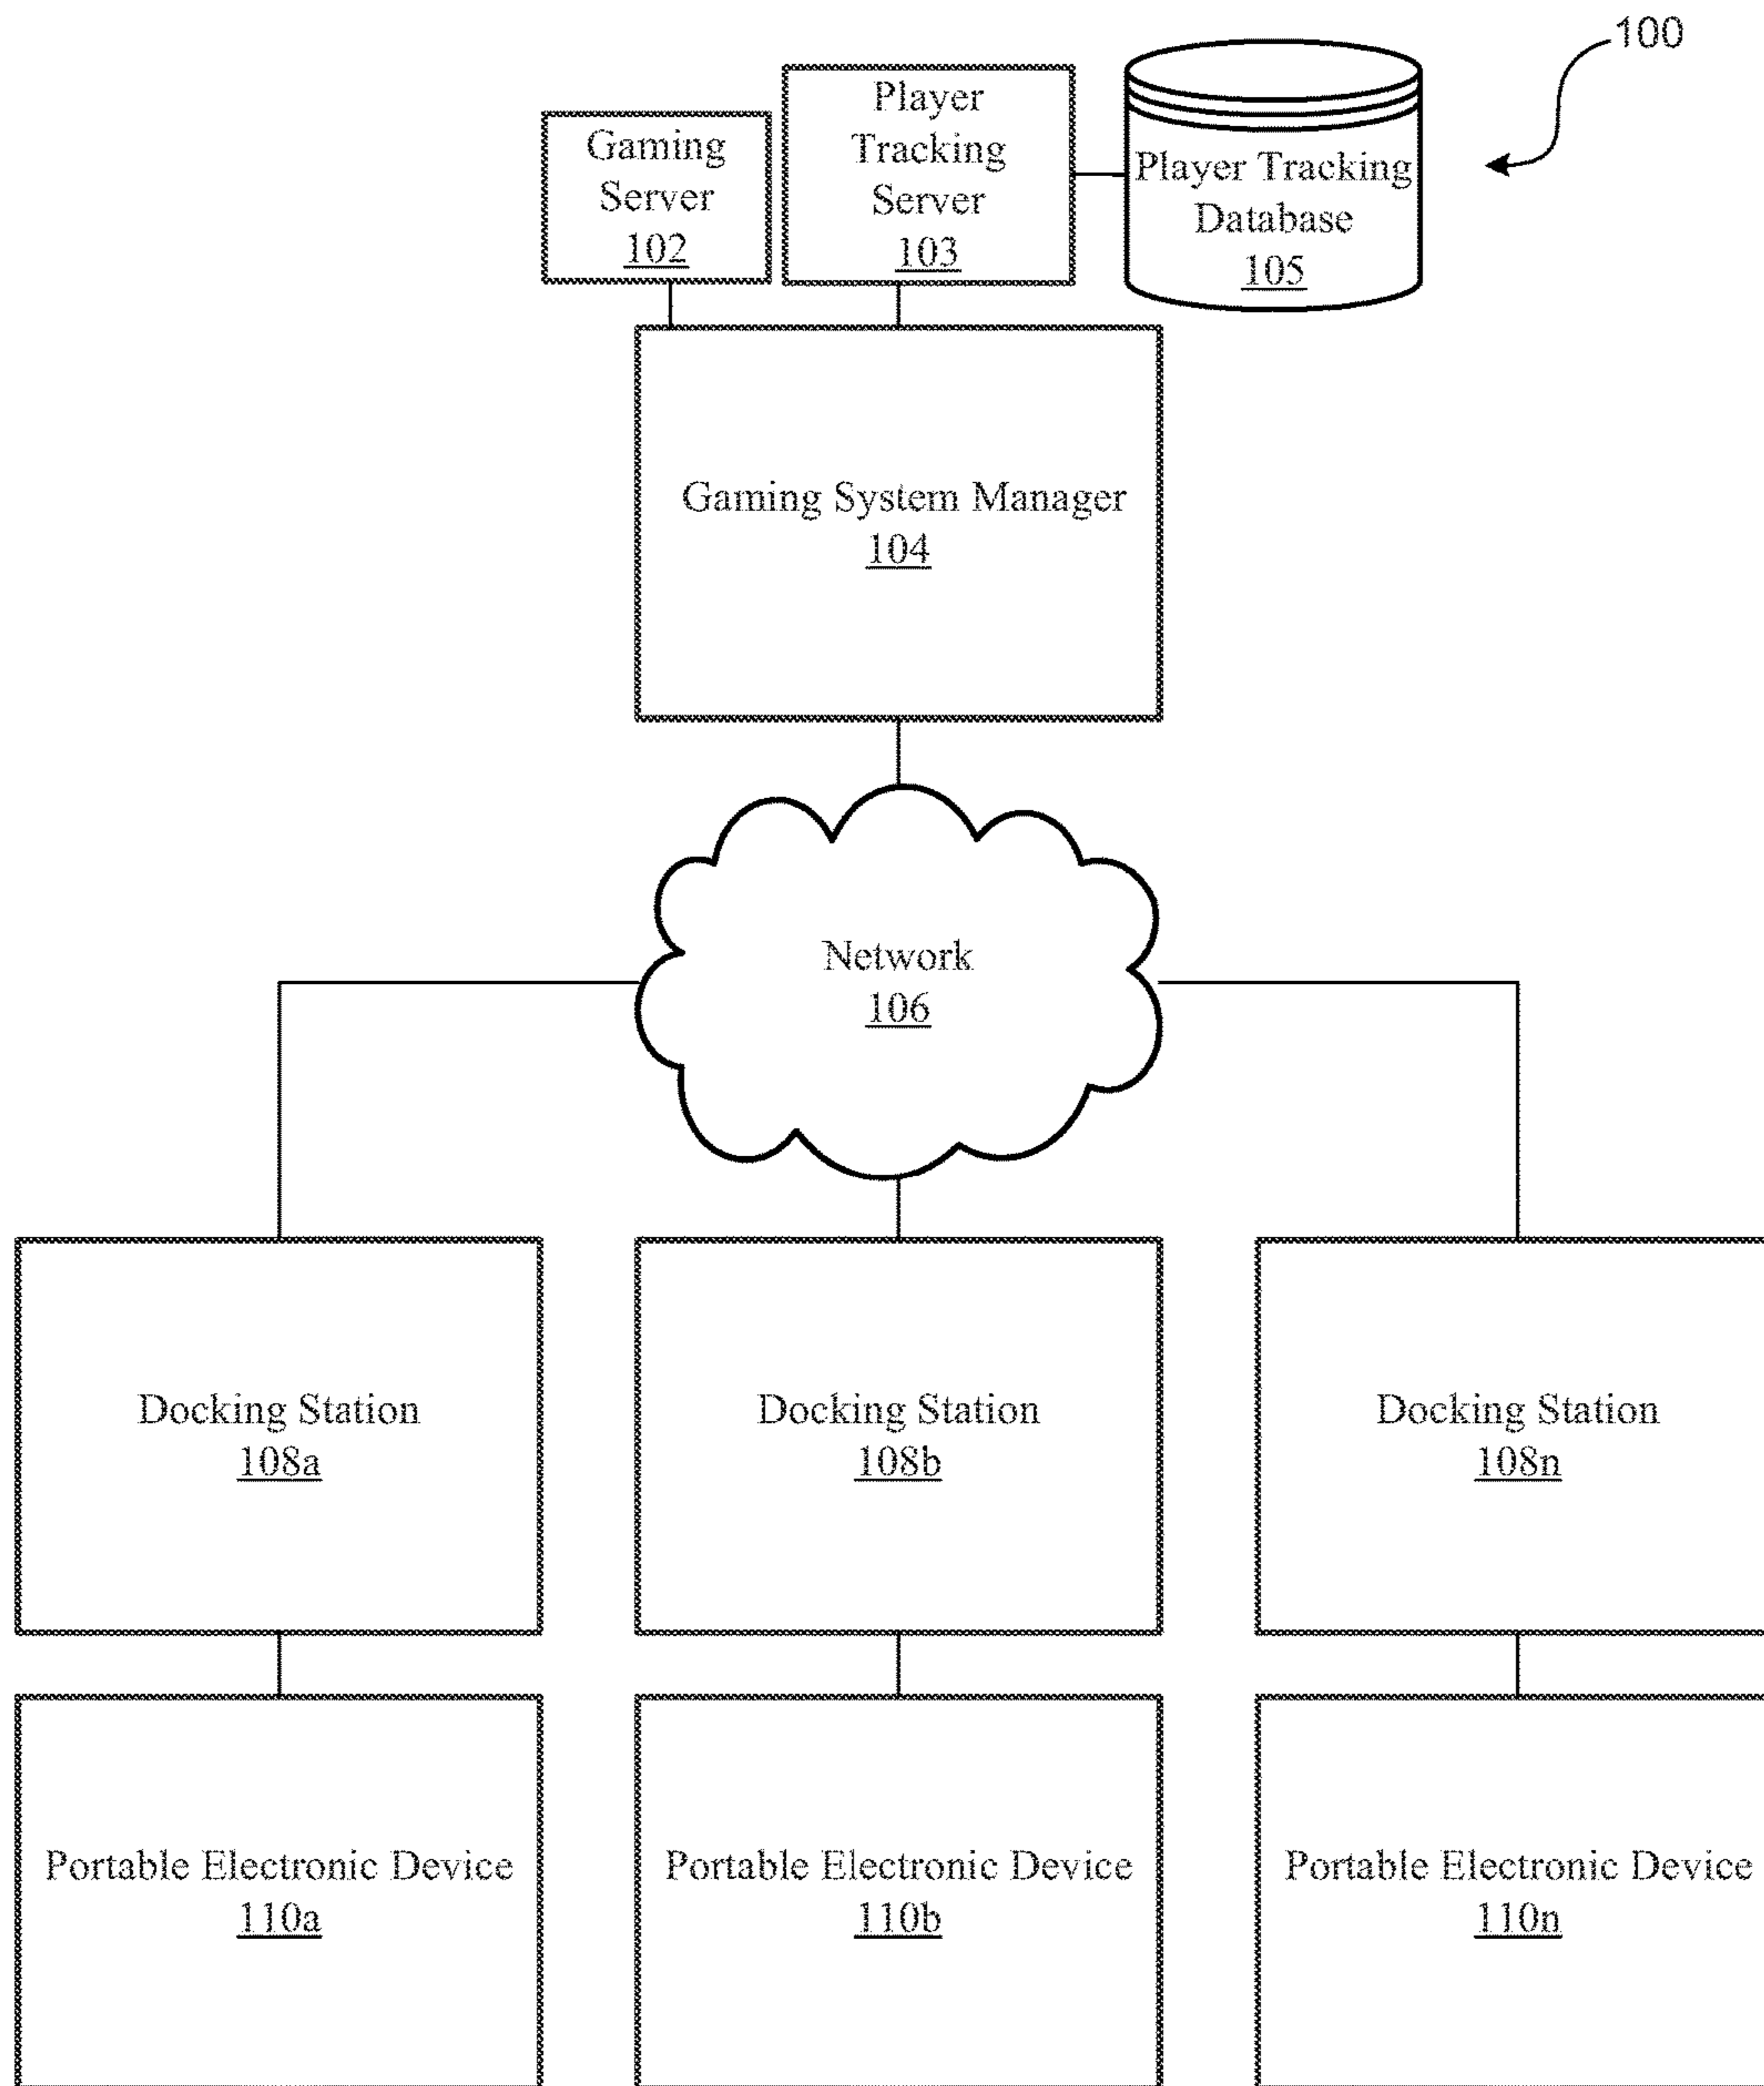 100
Gaming
Server
102
Player
Tracking
Server
103
Player Tracking
Database
105
Gaming System Manager
104
Network
106
Docking Station
108a
Docking Station
108b
Docking Station
108n
Portable Electronic Device
110a
Portable Electronic Device
110b
Portable Electronic Device
110n